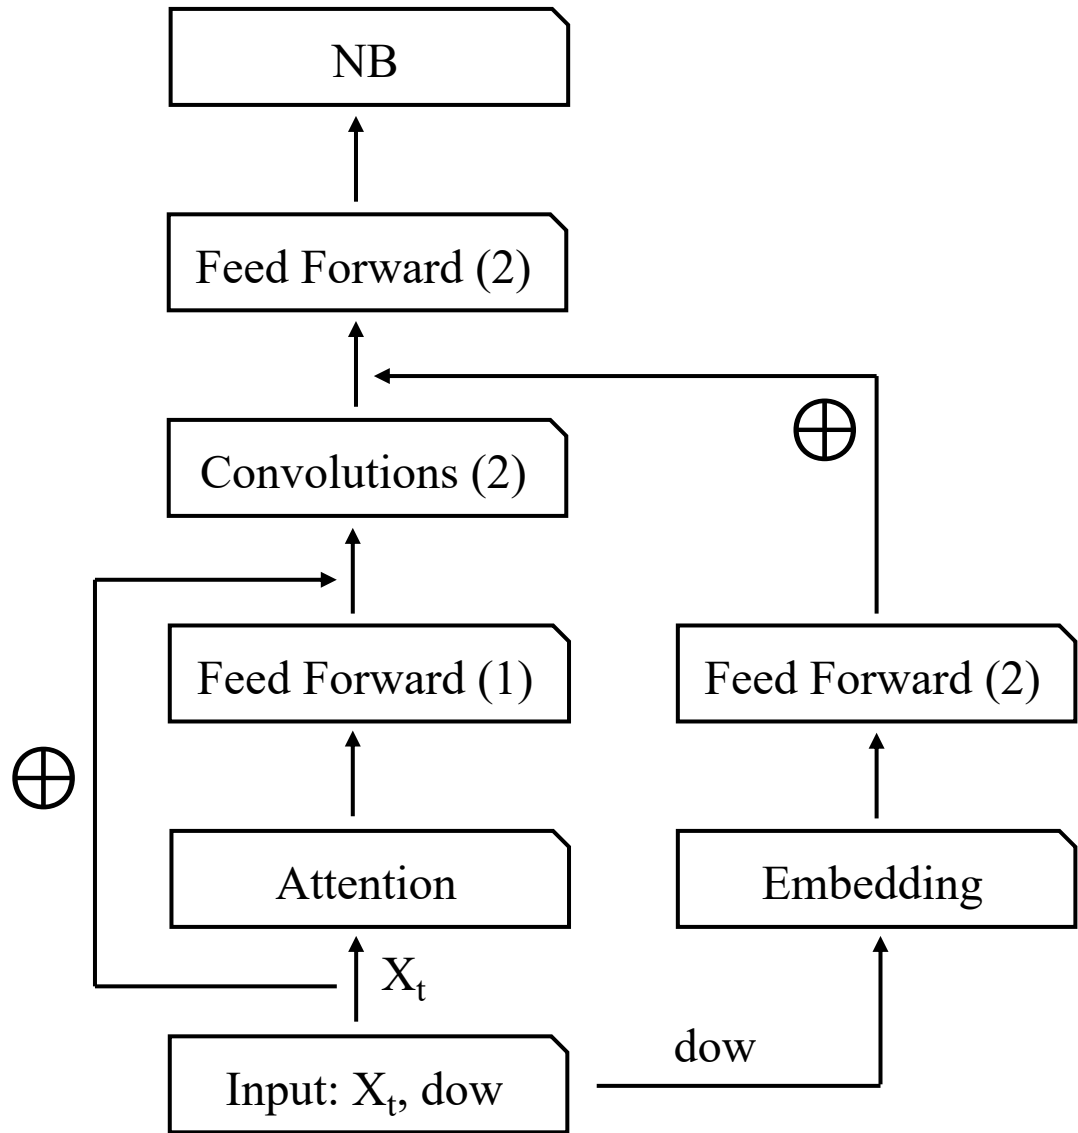 NB
Feed Forward (2)
Convolutions (2)
Feed Forward (1)
Feed Forward (2)
Attention
Embedding
Xt
dow
Input: Xt, dow